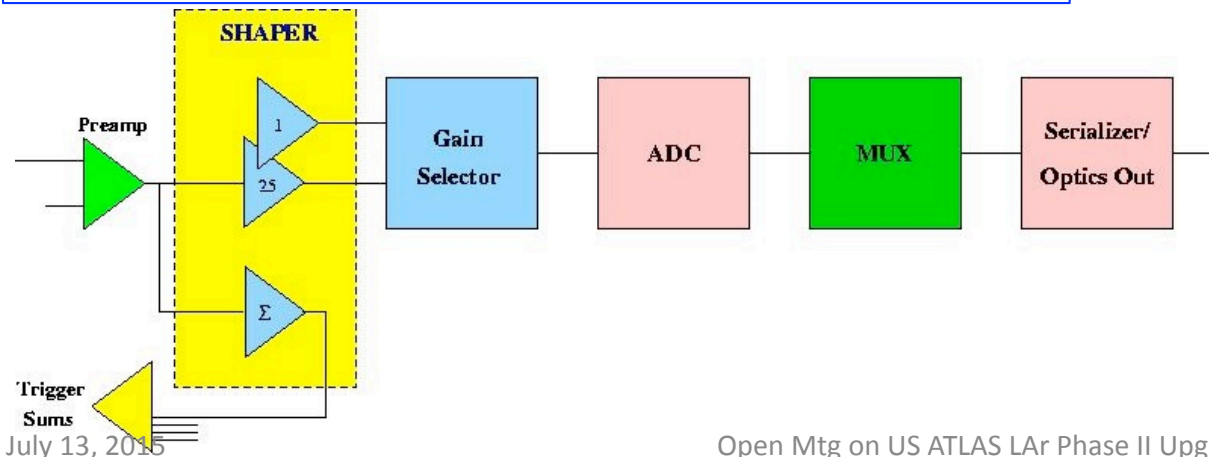 SHAPER
Preamp
1
25
Σ
Gain
Selector
ADC
MUX
Serializer/
Optics Out
Trigger
Sums
July 13, 2015
Open Mtg on US ATLAS LAr Phase II Upg